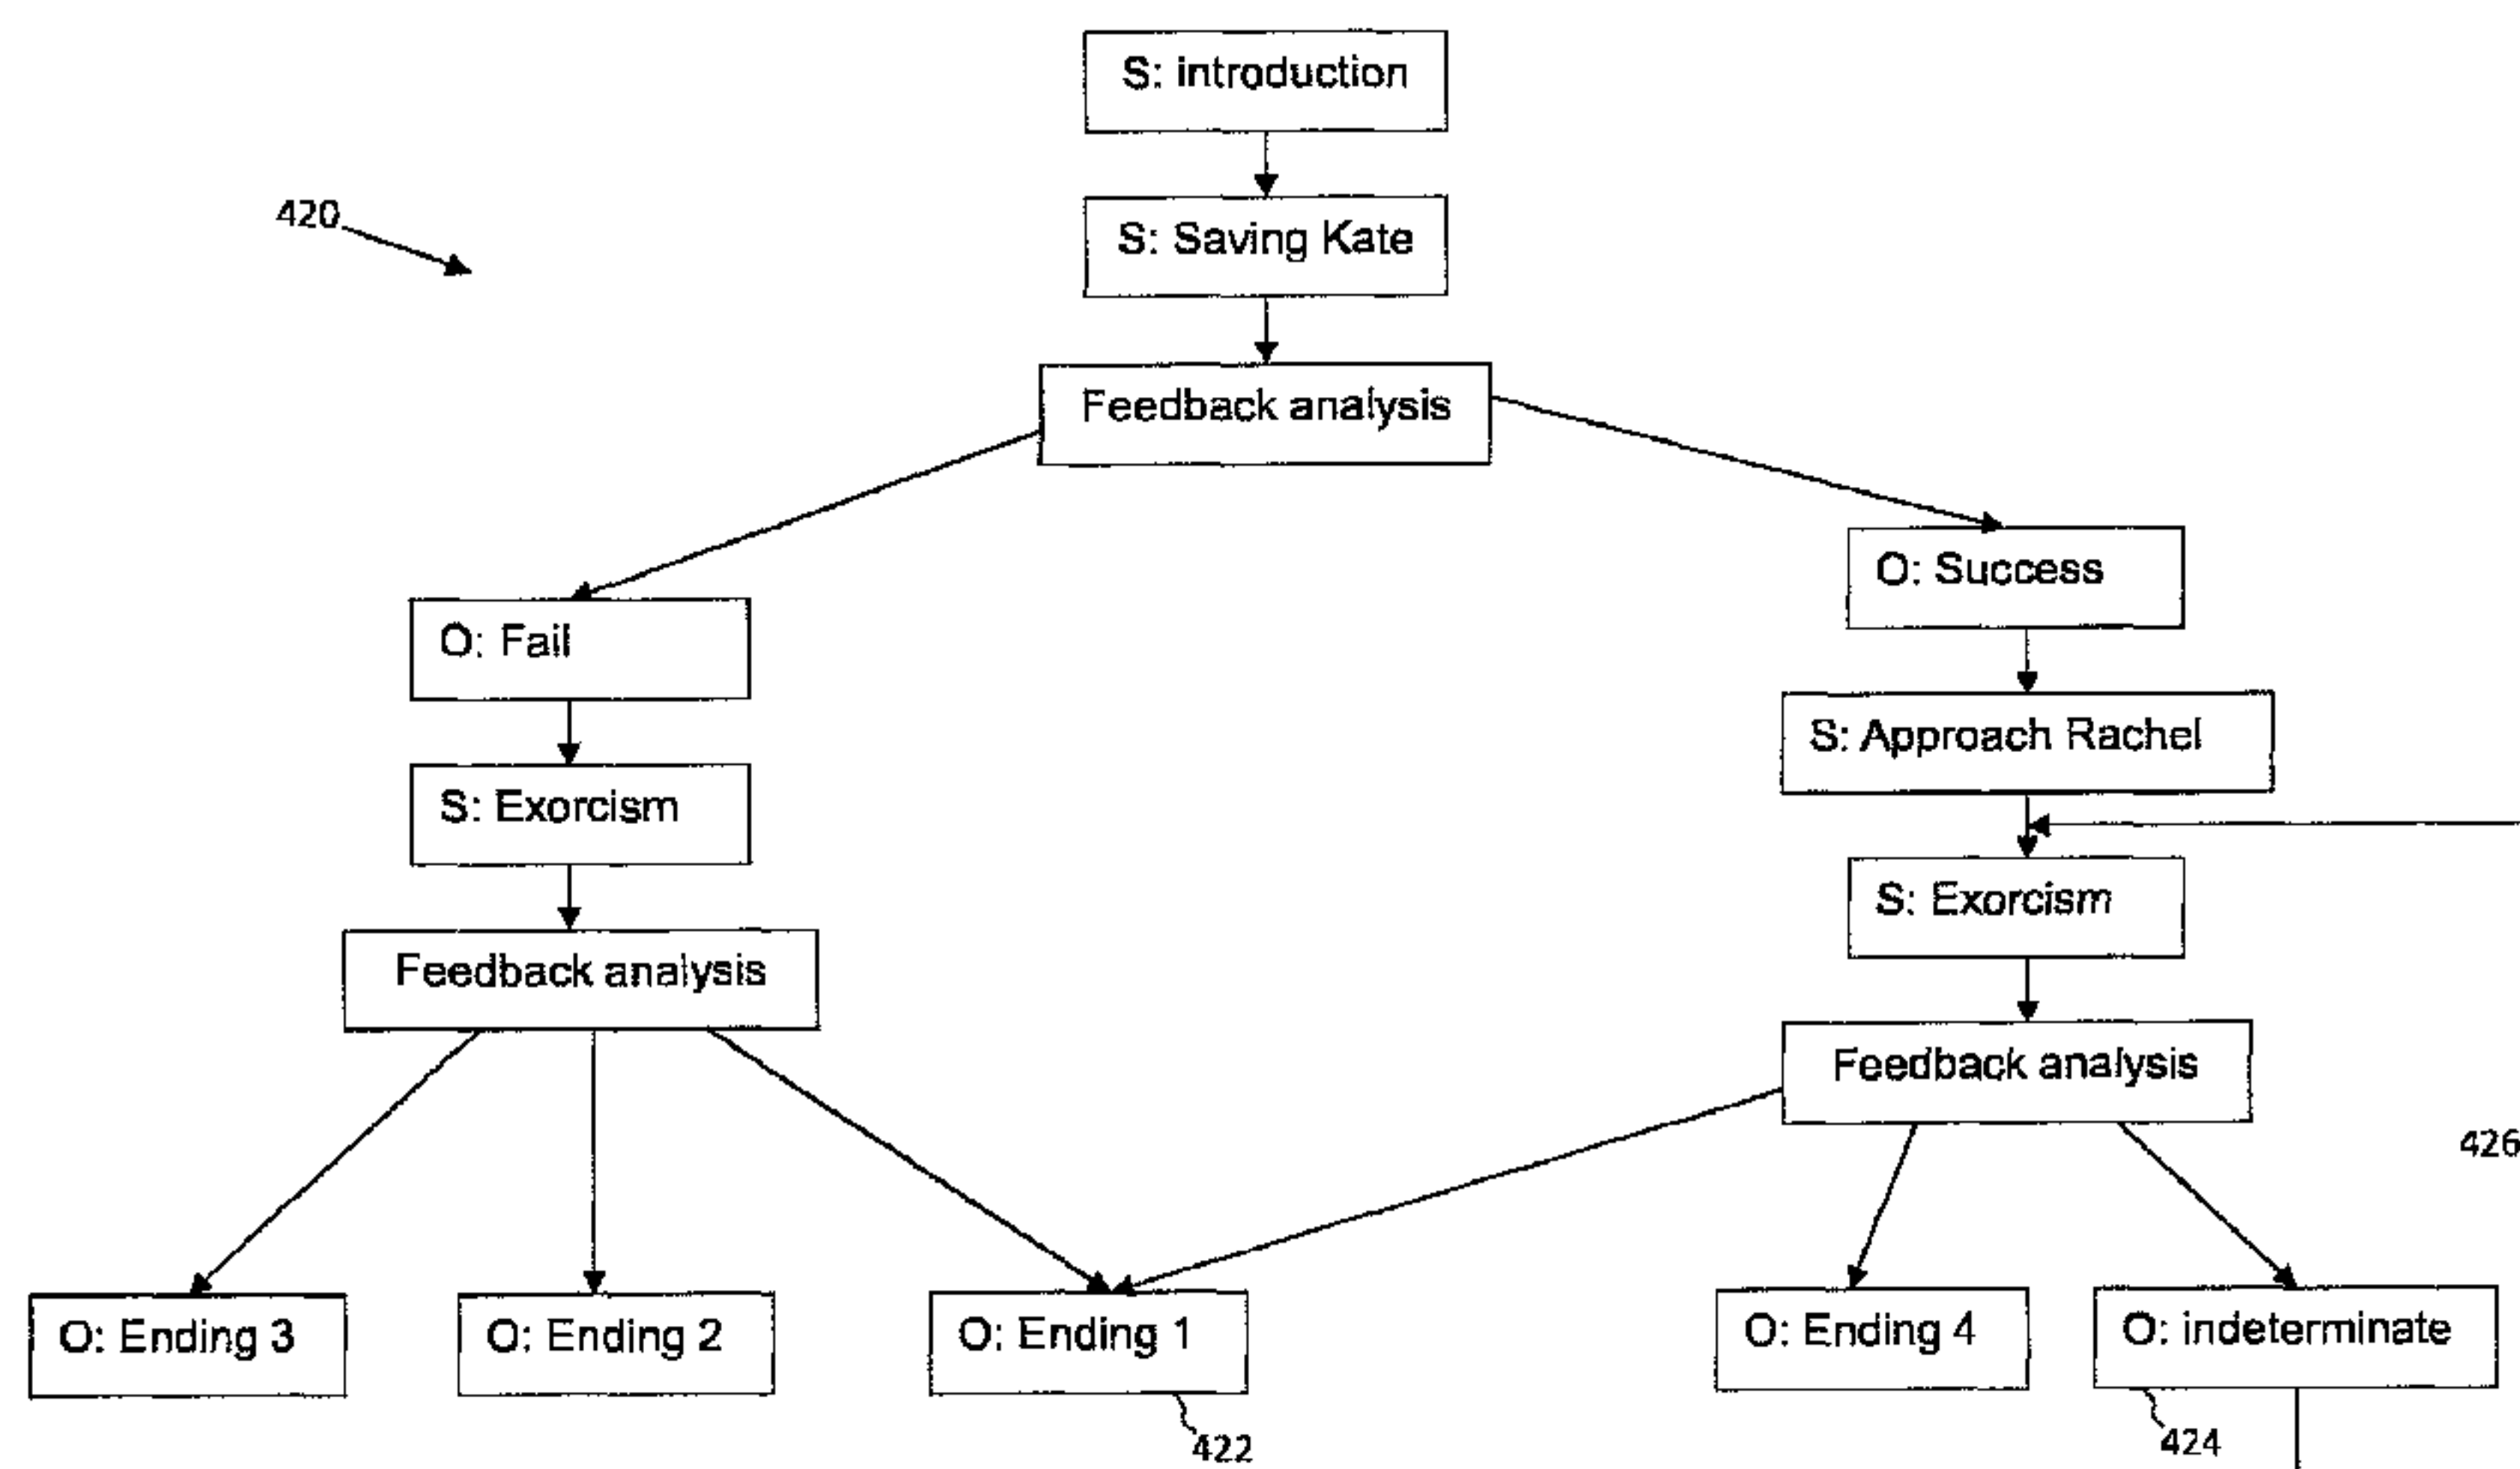 S: introduction
420
S: Saving Kate
Feedback analysis
O: Success
O: Fail
S: Approach Rachel
S: Exorcism
S: Exorcism
Feedback analysis
Feedback analysis
426
O: Ending 3
O: Ending 2
O: Ending 1
O: Ending 4
O: indeterminate
422
424